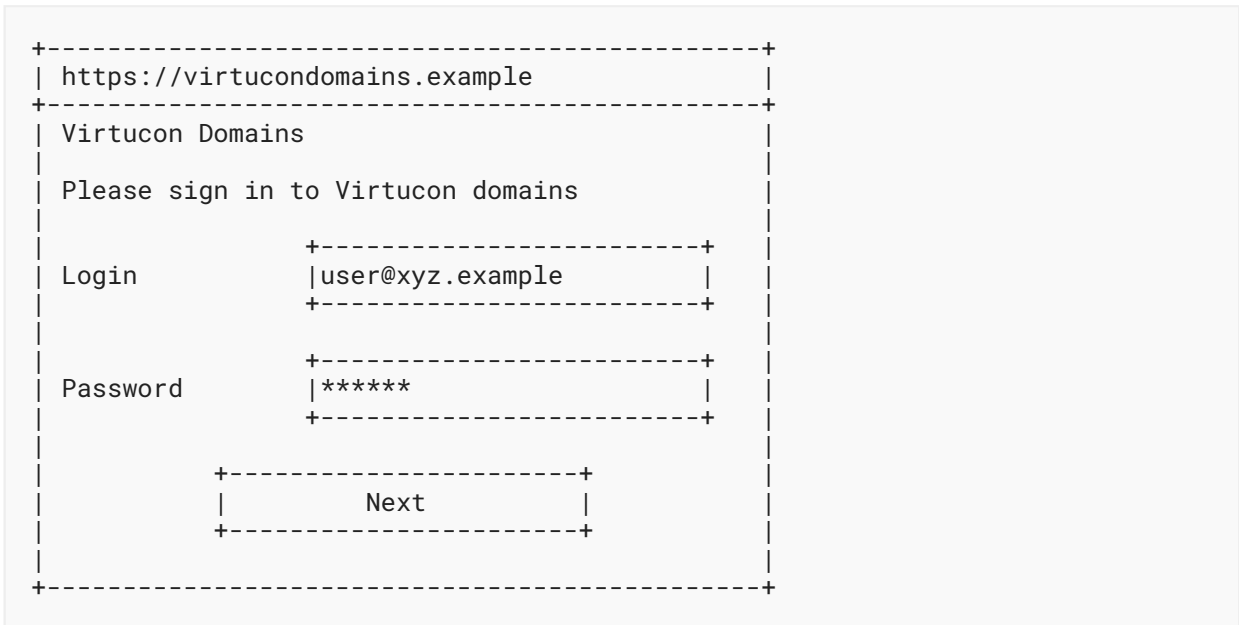 https://virtucondomains.example
Virtucon Domains
Please sign in to Virtucon domains
Login |user@xyz.example
Password |******
Next